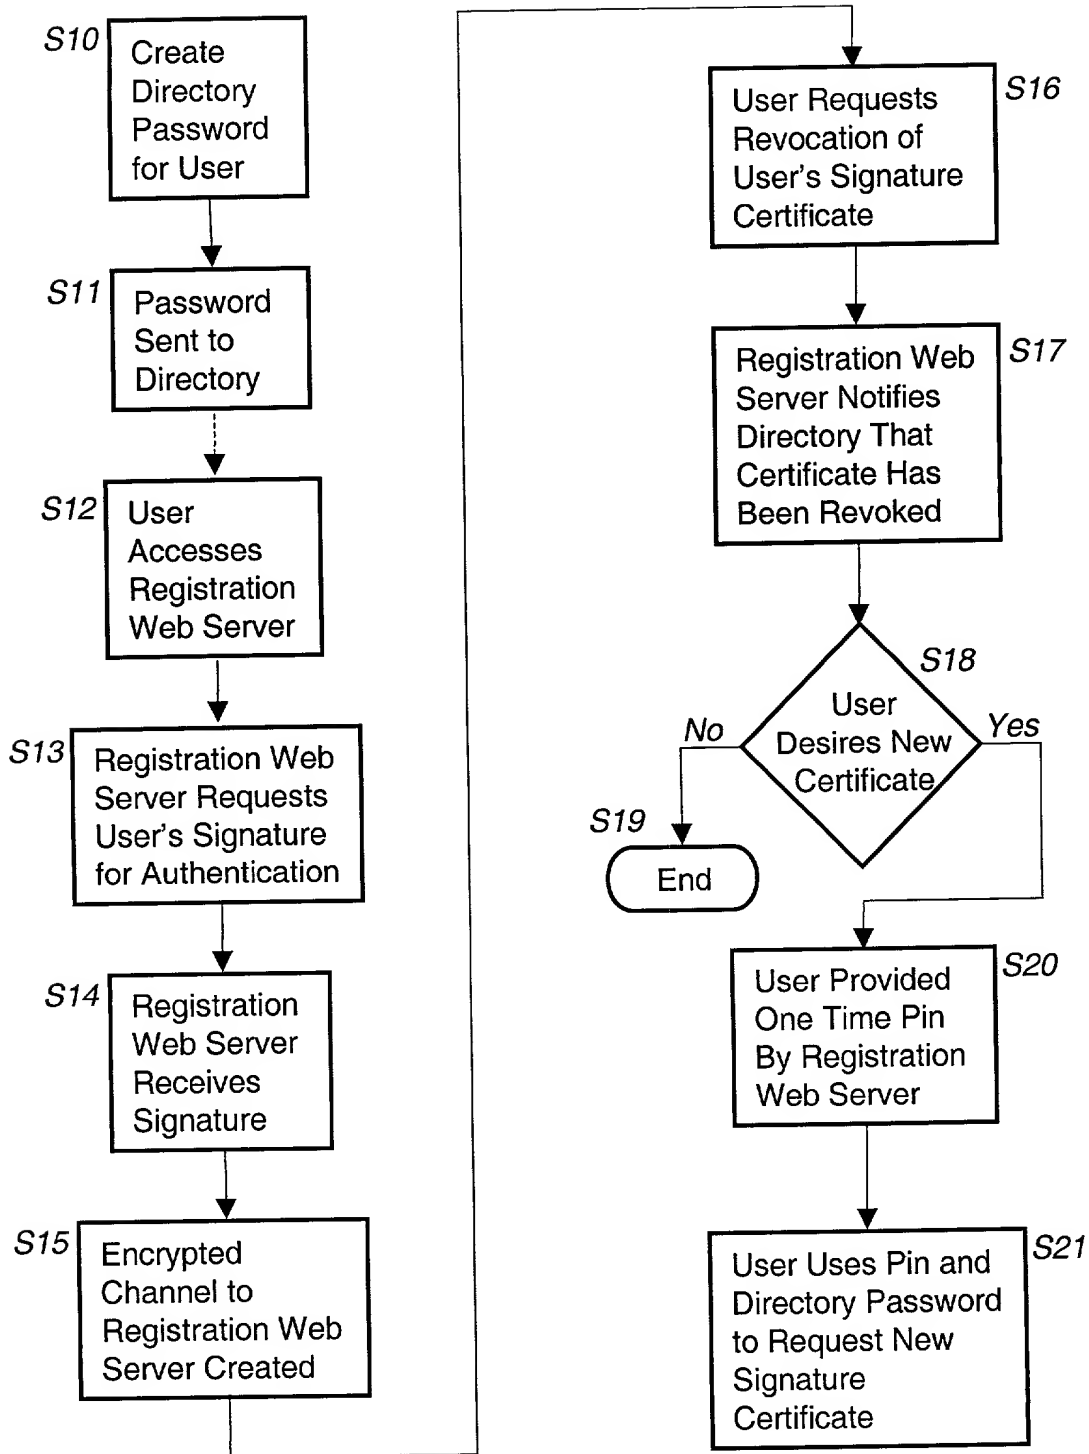 S10
Create
Directory
Password
for User
S11
Password
Sent to
Directory
S12
User
Accesses
Registration
Web Server
S13
Registration Web
Server Requests
User's Signature
for Authentication
S14
Registration
Web Server
Receives
Signature
S15
Encrypted
Channel to
Registration Web
Server Created
S16
User Requests
Revocation of
User's Signature
Certificate
S17
Registration Web
Server Notifies
Directory That
Certificate Has
Been Revoked
S18
User
Desires New
Certificate
No
Yes
S19
End
S20
User Provided
One Time Pin
By Registration
Web Server
S21
User Uses Pin and
Directory Password
to Request New
Signature
Certificate